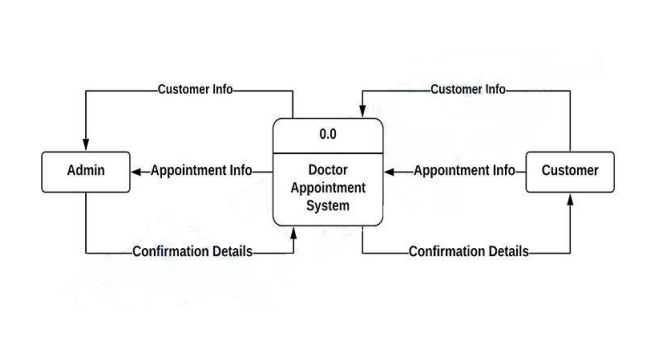 Customer Info
Customer Info
0.0
Admin
Appointment Info
Doctor
Appointment
System
Appointment Info
Customer
Confirmation Details
Confirmation Details